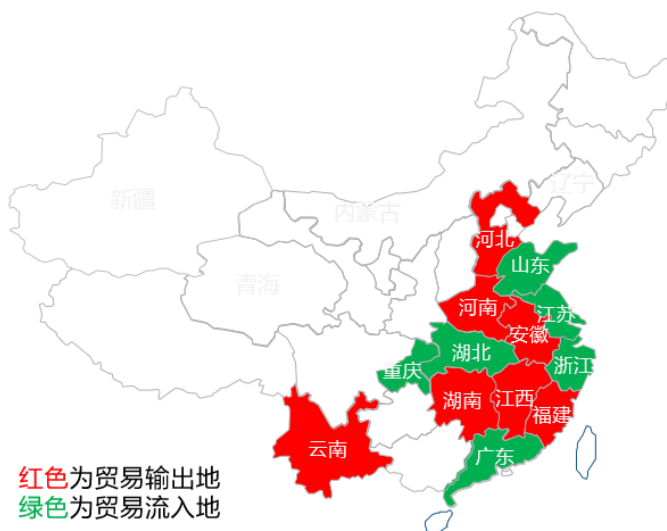 新疆
内蒙古
辽宁
青海
河北
山东
河南
江苏
安徽
湖北
浙江
重庆
湖南
江西
福建
云南
广东
红色为贸易输出地
绿色为贸易流入地